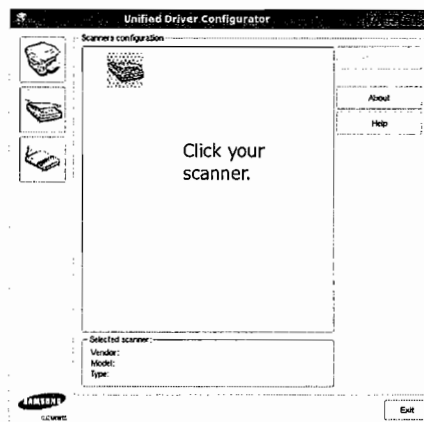 Unified Driver Configurator
Scanners configuration
About
Help
Click your
scanner.
Selected scanner:
Vendor:
Model:
Type:
SAMSUNG
Exit